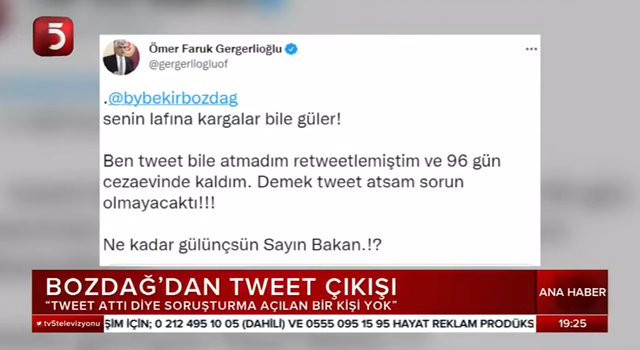 5
Ömer Faruk Gergerlioğlu
@gergerliogluof
.@bybekirbozdag
senin lafına kargalar bile güler!
Ben tweet bile atmadım retweetlemiştim ve 96 gün
cezaevinde kaldım. Demek tweet atsam sorun
olmayacaktı!!!
Ne kadar gülünçsün Sayın Bakan.!?
BOZDAĞ'DAN TWEET ÇIKIŞI
"TWEET ATTI DİYE SORUŞTURMA AÇILAN BİR KİŞİ YOK"
ANA HABER
tv5televizyonu
İŞİM İÇİN; 0 212 495 10 05 (DAHİLİ) VE 0555 095 15 95 HAYAT REKLAM PRODÜKS
19:25